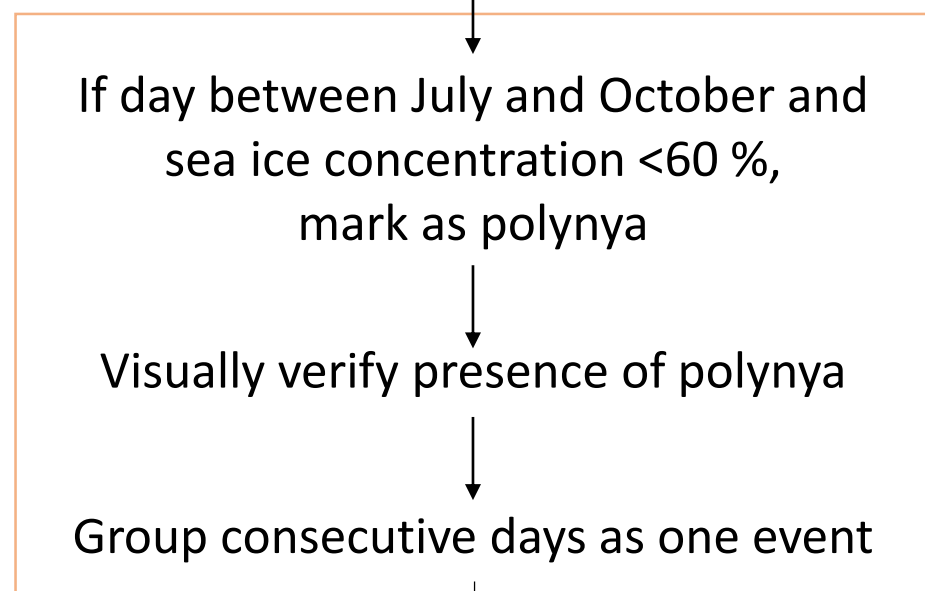 If day between July and October and
sea ice concentration <60 %,
mark as polynya
Visually verify presence of polynya
Group consecutive days as one event